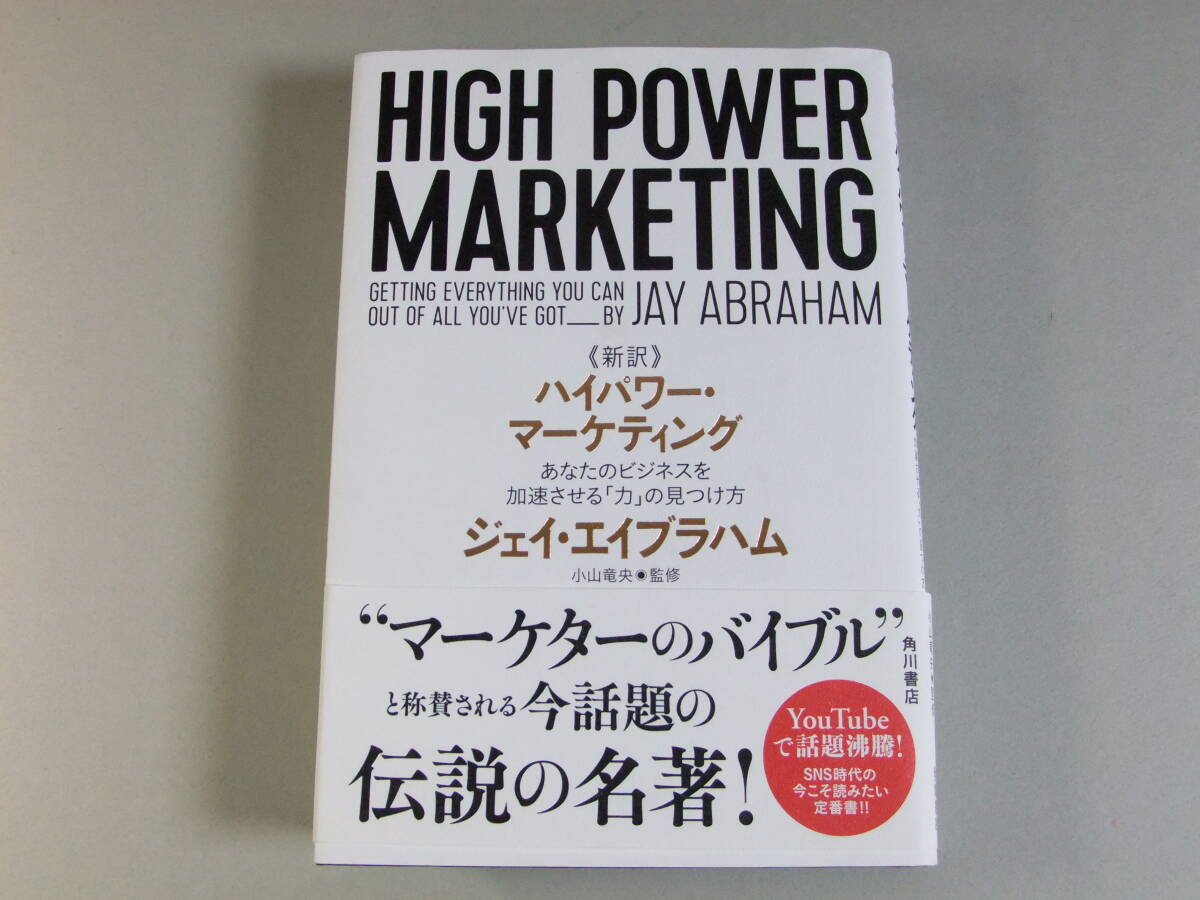 HIGH POWER
MARKETING
GETTING EVERYTHING YOU CAN
OUT OF ALL YOU'VE GOT___BY
JAY ABRAHAM
《新訳》
ハイパワー・
マーケティング
あなたのビジネスを
加速させる「力」の見つけ方
ジェイ・エイブラハム
小山竜央◉監修
“マーケターのバイブル”
と称賛される今話題の
伝説の名著!
角川書店
YouTube
で話題沸騰!
SNS時代の
今こそ読みたい
定番書!!